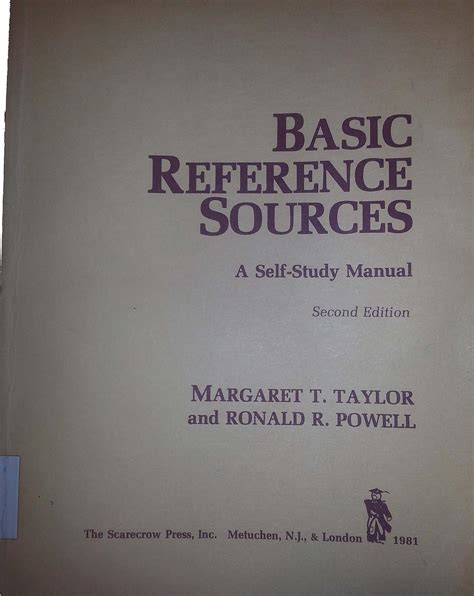 BASIC
REFERENCE
SOURCES
A Self-Study Manual
Second Edition
MARGARET T. TAYLOR
and RONALD R. POWELL
The Scarecrow Press, Inc. Metuchen, N.J., & London 1981